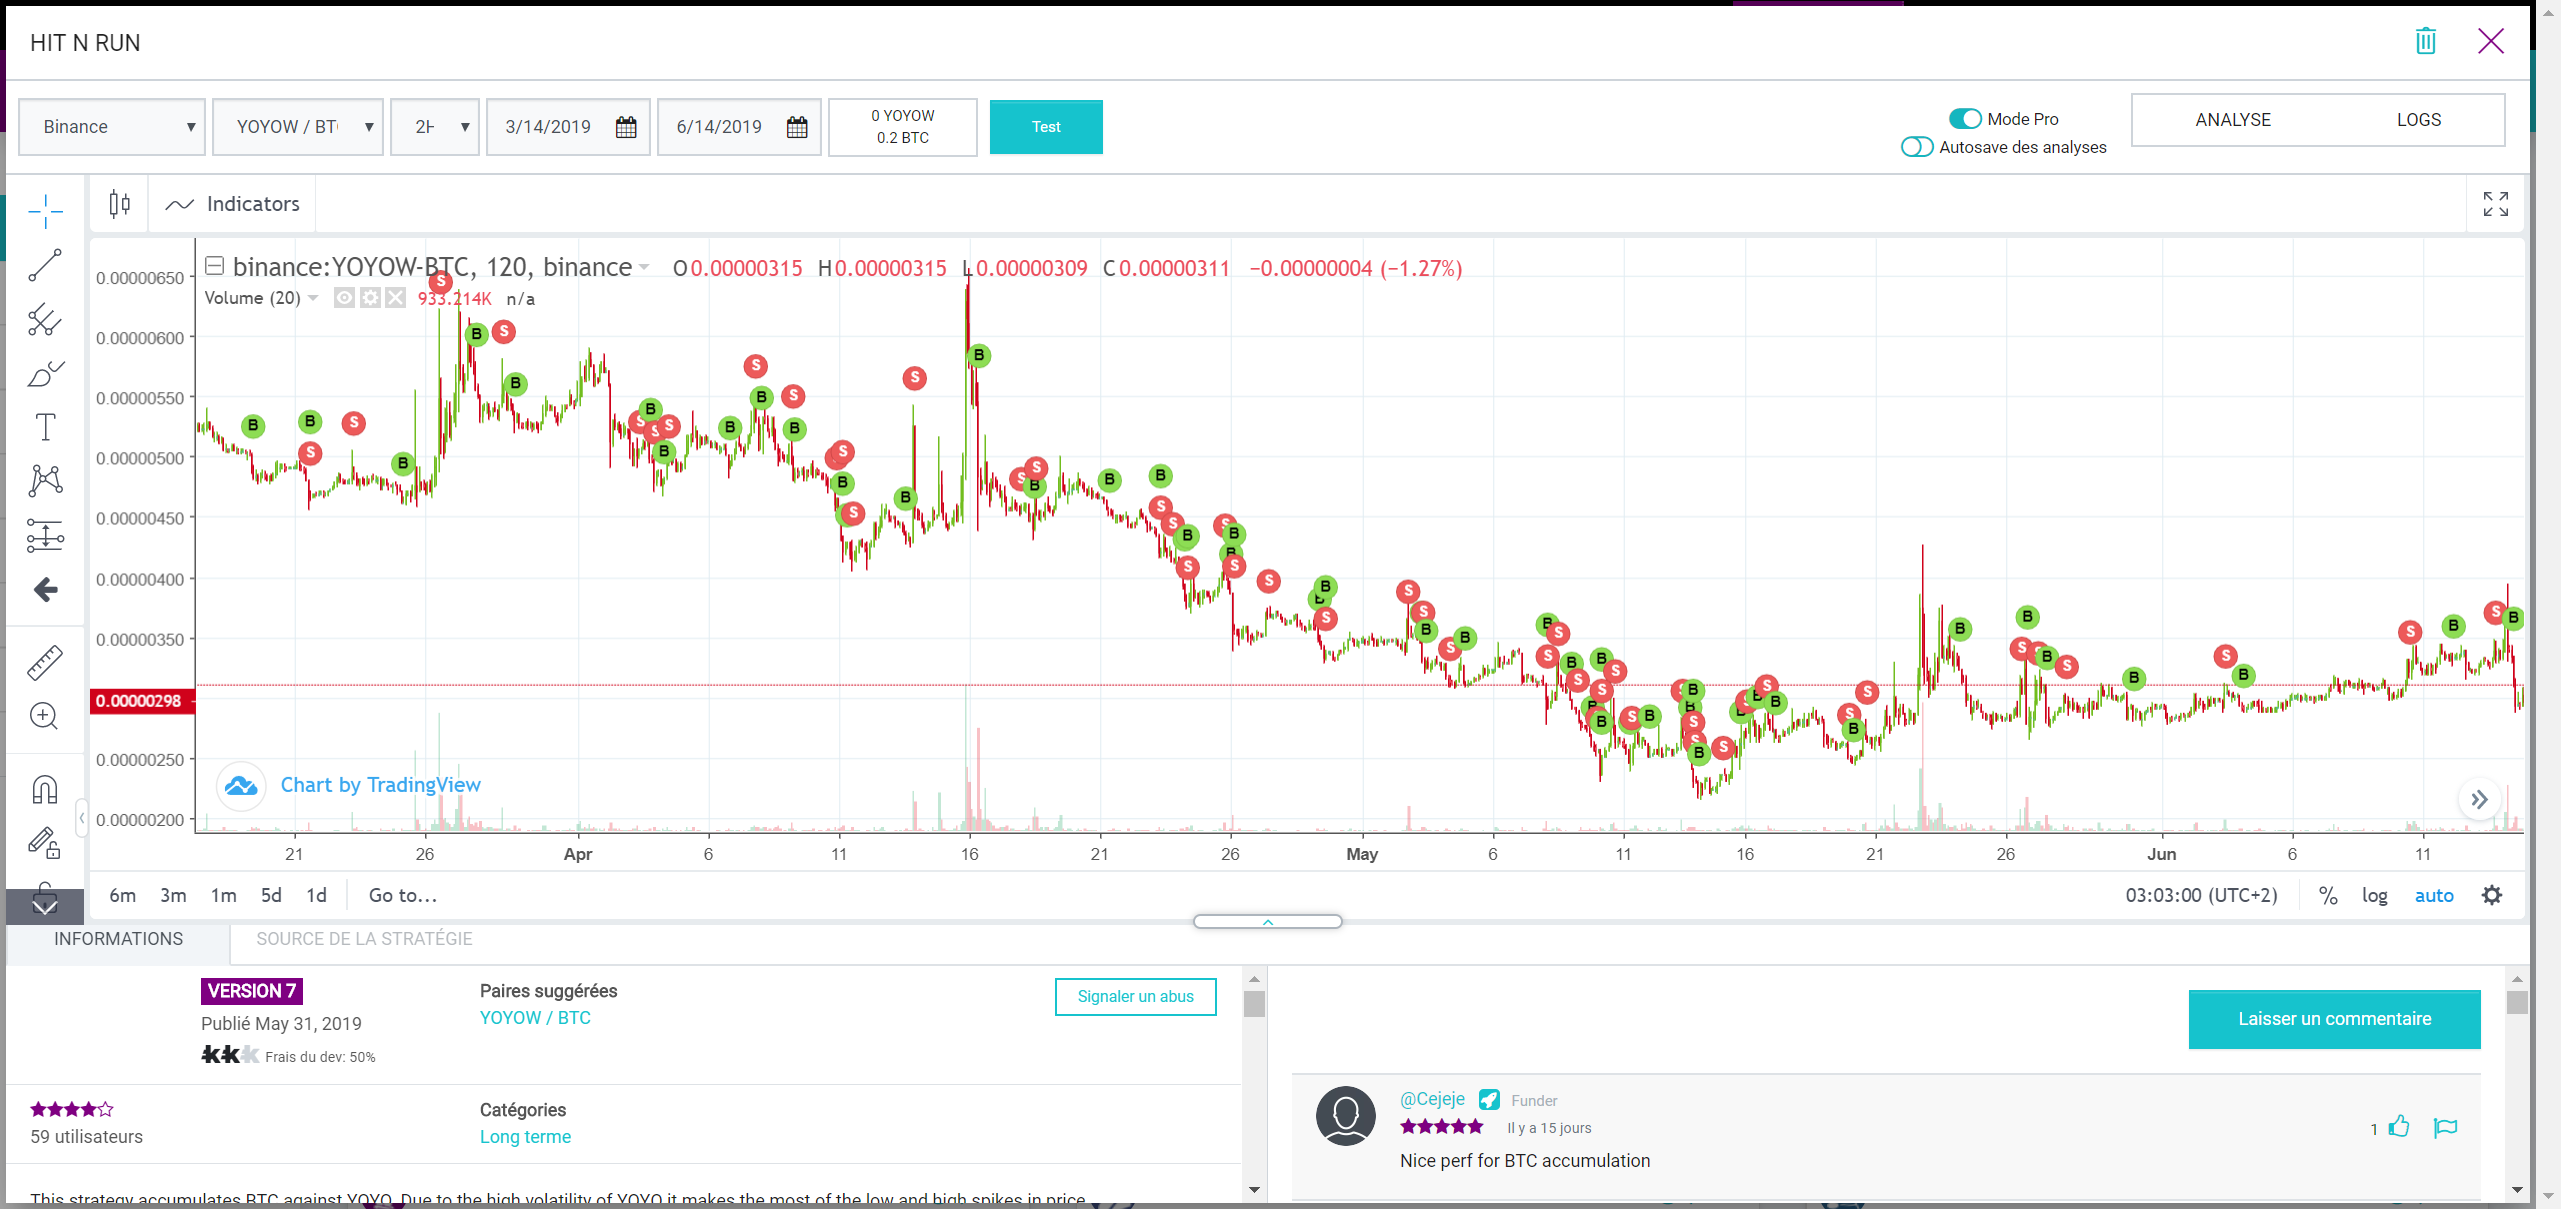 HIT N RUN
Binance
YOYOW / BT
2H
3/14/2019
6/14/2019
0 YOYOW
0.2 BTC
Test
Mode Pro
Autosave des analyses
ANALYSE
LOGS
Indicators
binance:YOYOW-BTC, 120, binance
O0.00000315 H0.00000315 L0.00000309 C0.00000311 −0.00000004 (−1.27%)
Volume (20) 933.214K n/a
0.00000650
0.00000600
0.00000550
0.00000500
0.00000450
0.00000400
0.00000350
0.00000298
0.00000250
0.00000200
Chart by TradingView
21 26 Apr 6 11 16 21 26 May 6 11 16 21 26 Jun 6 11
6m 3m 1m 5d 1d Go to...
03:03:00 (UTC+2) % log auto
INFORMATIONS
SOURCE DE LA STRATÉGIE
VERSION 7
Publié May 31, 2019
Frais du dev: 50%
Paires suggérées
YOYOW / BTC
Signaler un abus
59 utilisateurs
Catégories
Long terme
This strategy accumulates BTC against YOYO. Due to the high volatility of YOYO it makes the most of the low and high spikes in price
Laisser un commentaire
@Cejeje Funder
Il y a 15 jours
1
Nice perf for BTC accumulation